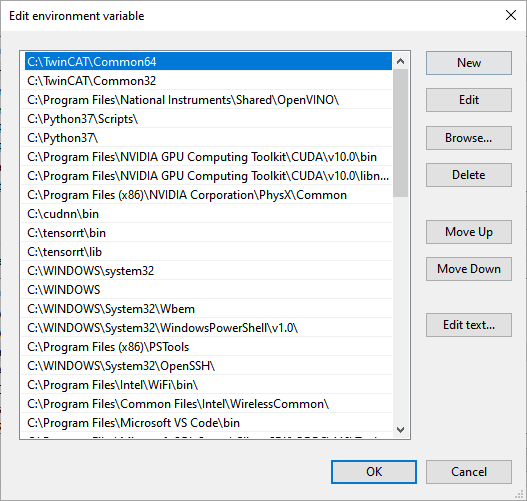 Edit environment variable
C:\TwinCAT\Common64
C:\TwinCAT\Common32
C:\Program Files\National Instruments\Shared\OpenVINO\
C:\Python37\Scripts\
C:\Python37\
C:\Program Files\NVIDIA GPU Computing Toolkit\CUDA\v10.0\bin
C:\Program Files\NVIDIA GPU Computing Toolkit\CUDA\v10.0\libn...
C:\Program Files (x86)\NVIDIA Corporation\PhysX\Common
C:\cudnn\bin
C:\tensorrt\bin
C:\tensorrt\lib
C:\WINDOWS\system32
C:\WINDOWS
C:\WINDOWS\System32\Wbem
C:\WINDOWS\System32\WindowsPowerShell\v1.0\
C:\Program Files (x86)\PSTools
C:\WINDOWS\System32\OpenSSH\
C:\Program Files\Intel\WiFi\bin\
C:\Program Files\Common Files\Intel\WirelessCommon\
C:\Program Files\Microsoft VS Code\bin
New
Edit
Browse...
Delete
Move Up
Move Down
Edit text...
OK
Cancel